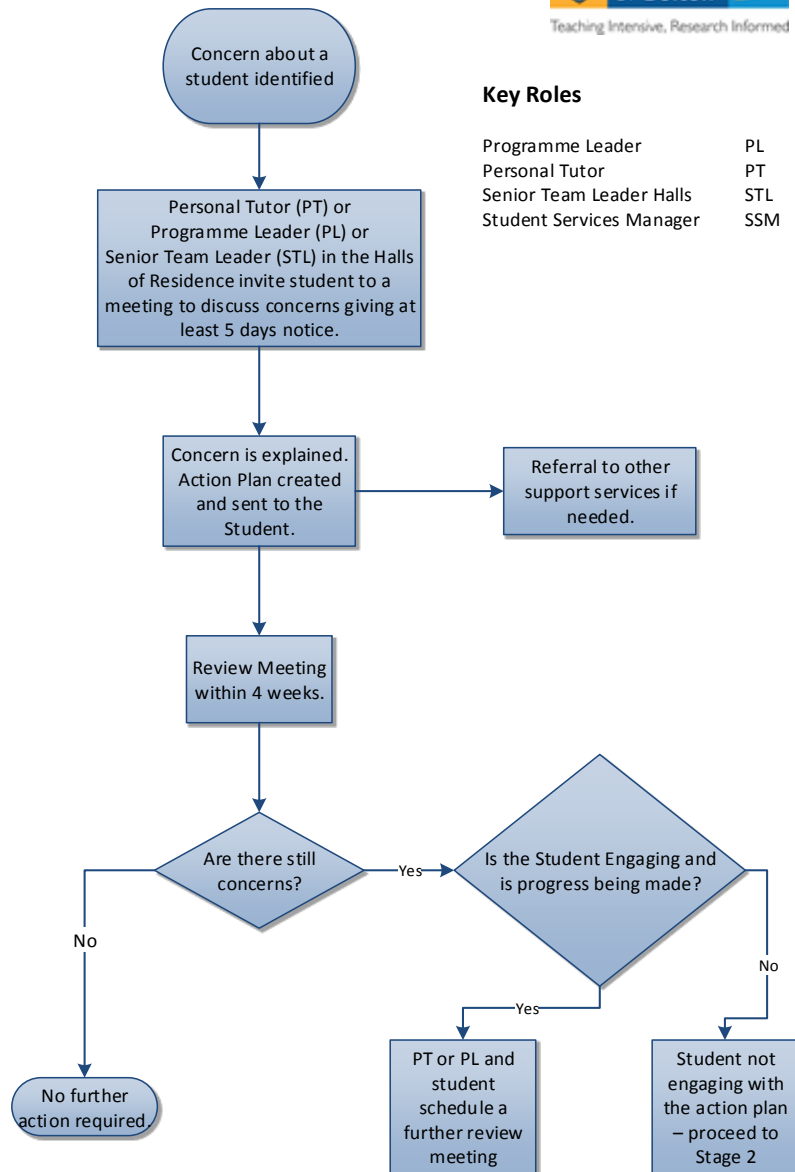 Teaching Intensive, Research Informed
Concern about a
student identified
Key Roles
Programme Leader PL
Personal Tutor PT
Senior Team Leader Halls STL
Student Services Manager SSM
Personal Tutor (PT) or
Programme Leader (PL) or
Senior Team Leader (STL) in the Halls
of Residence invite student to a
meeting to discuss concerns giving at
least 5 days notice.
Concern is explained.
Action Plan created
and sent to the
Student.
Referral to other
support services if
needed.
Review Meeting
within 4 weeks.
Are there still
concerns?
Yes
Is the Student Engaging and
is progress being made?
No
No
Yes
No further
action required.
PT or PL and
student
schedule a
further review
meeting
Student not
engaging with
the action plan
– proceed to
Stage 2